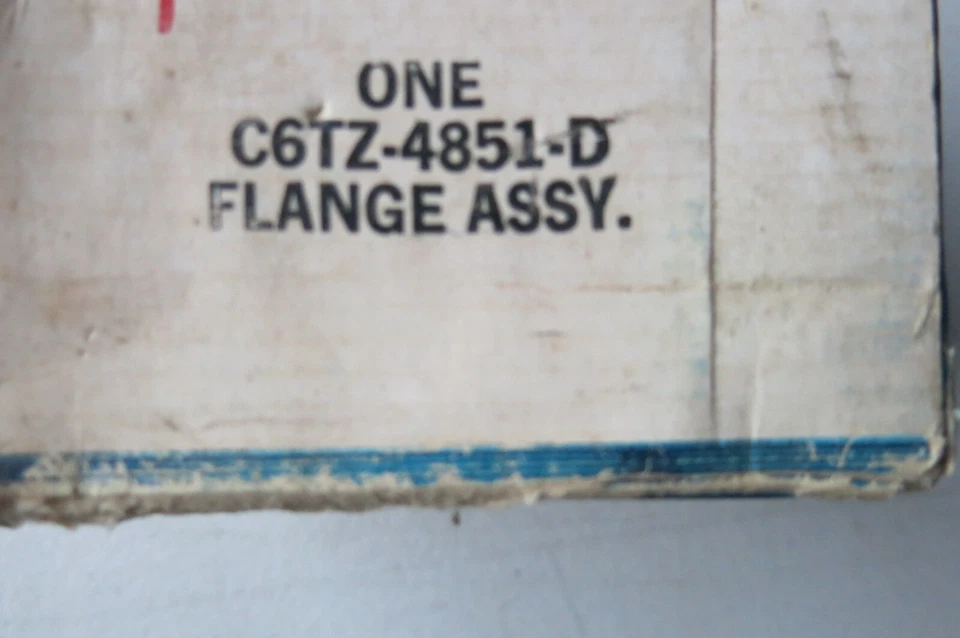 ONE
C6TZ-4851-D
FLANGE ASSY.